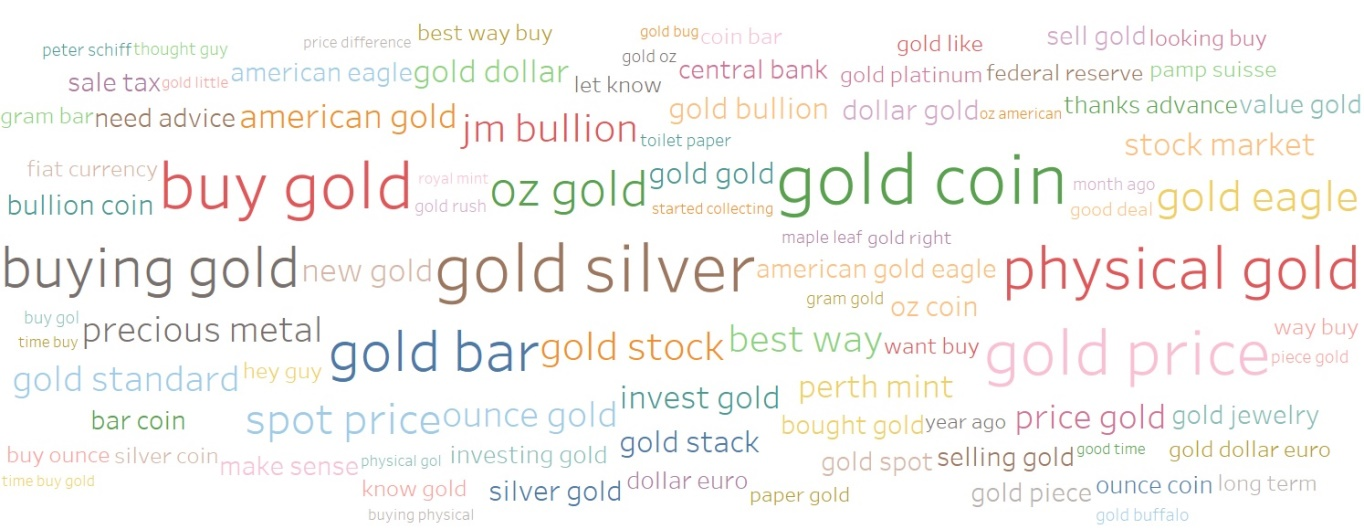 best way buy
gold bug
coin bar
gold like
sell gold
looking buy
peter schiff
thought guy
price difference
gold oz
sale tax
gold little
american eagle
gold dollar
let know
central bank
gold platinum
federal reserve
pamp suisse
gram bar
need advice
american gold
jm bullion
gold bullion
dollar gold
oz american
thanks advance
value gold
toilet paper
stock market
fiat currency
buy gold
royal mint
oz gold
gold gold
gold coin
month ago
gold eagle
bullion coin
gold rush
started collecting
good deal
maple leaf
gold right
buying gold
new gold
gold silver
american gold eagle
physical gold
gram gold
oz coin
buy gol
time buy
precious metal
gold bar
gold stock
best way
want buy
gold price
way buy
piece gold
gold standard
hey guy
invest gold
perth mint
bar coin
spot price
ounce gold
bought gold
year ago
price gold
gold jewelry
gold stack
buy ounce
silver coin
make sense
physical gol
investing gold
gold spot
selling gold
good time
gold dollar euro
time buy gold
know gold
silver gold
dollar euro
paper gold
gold piece
ounce coin
long term
buying physical
gold buffalo